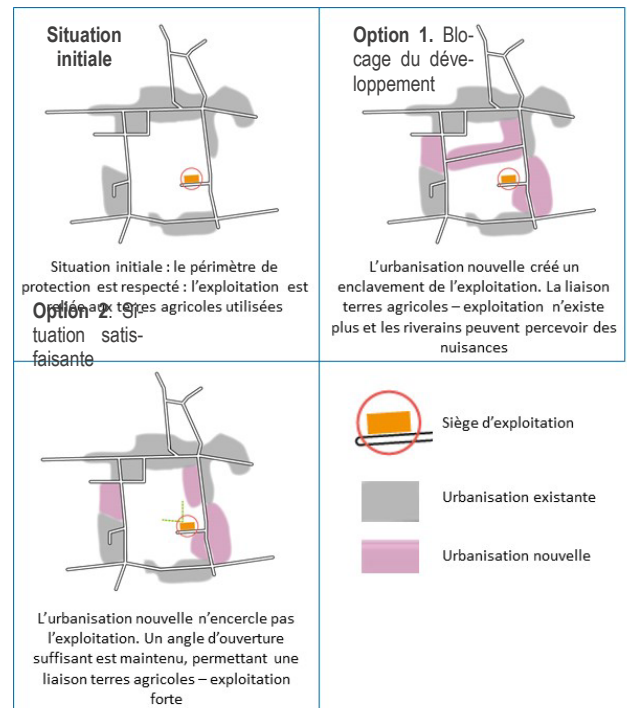 Situation
initiale
Situation initiale : le périmètre de
protection est respecté : l’exploitation est
reliée aux terres agricoles utilisées
Option 1. Blo-
cage du déve-
loppement
L’urbanisation nouvelle créé un
enclavement de l’exploitation. La liaison
terres agricoles – exploitation n’existe
plus et les riverains peuvent percevoir des
nuisances
Option 2. Si-
tuation satis-
faisante
L’urbanisation nouvelle n’encercle pas
l’exploitation. Un angle d’ouverture
suffisant est maintenu, permettant une
liaison terres agricoles – exploitation
forte
Siège d’exploitation
Urbanisation existante
Urbanisation nouvelle